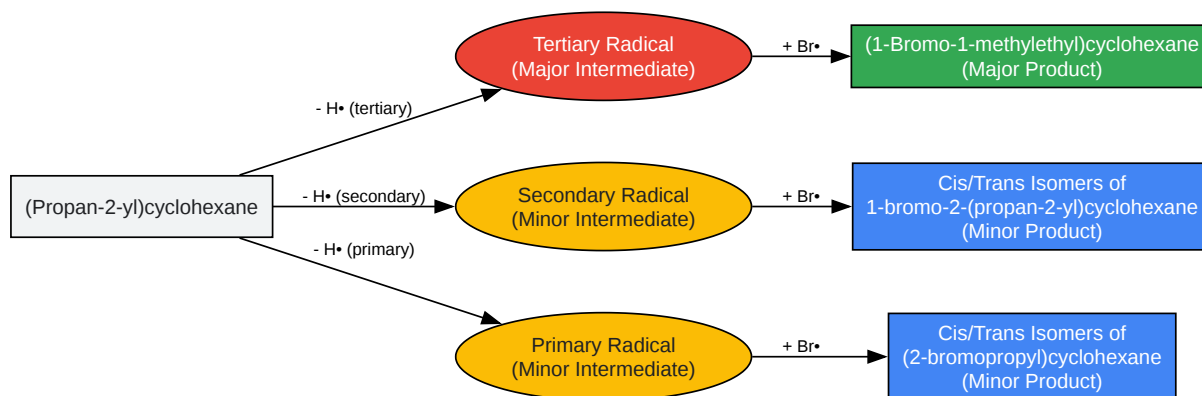 Tertiary Radical
(Major Intermediate)
+ Br•
(1-Bromo-1-methylethyl)cyclohexane
(Major Product)
- H• (tertiary)
(Propan-2-yl)cyclohexane
- H• (secondary)
Secondary Radical
(Minor Intermediate)
+ Br•
Cis/Trans Isomers of
1-bromo-2-(propan-2-yl)cyclohexane
(Minor Product)
- H• (primary)
Primary Radical
(Minor Intermediate)
+ Br•
Cis/Trans Isomers of
(2-bromopropyl)cyclohexane
(Minor Product)